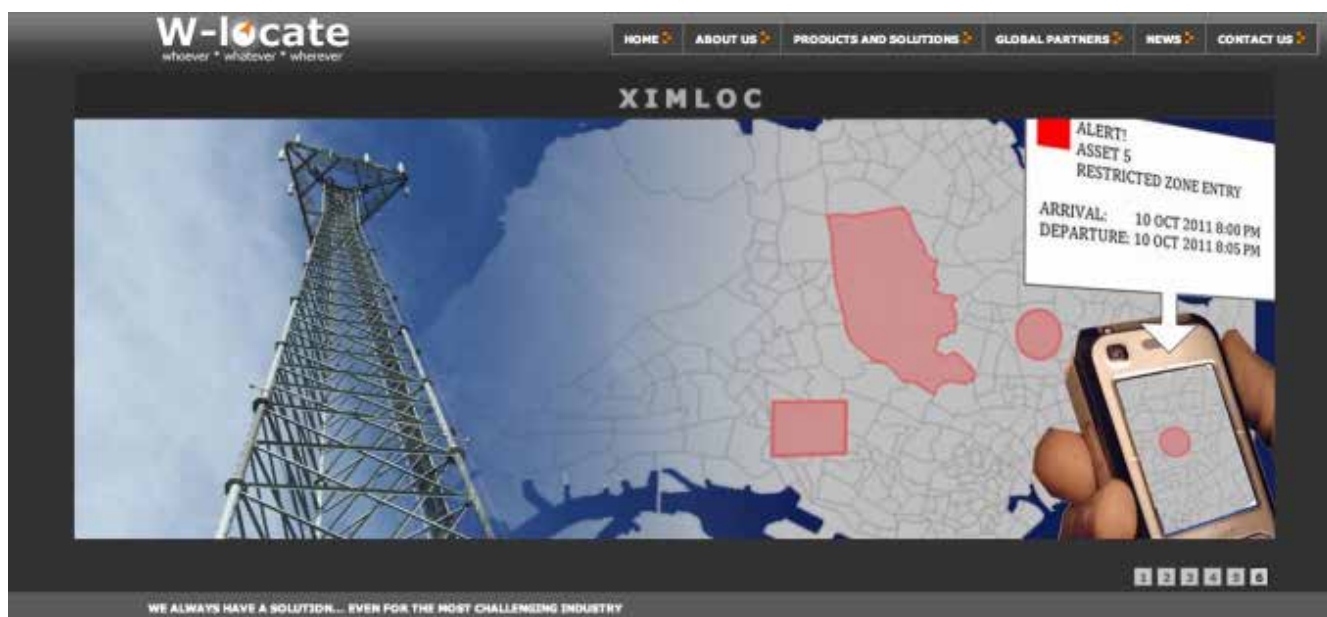 W-locate
whoever * whatever * wherever
HOME ABOUT US PRODUCTS AND SOLUTIONS GLOBAL PARTNERS NEWS CONTACT US
XIMLOC
ALERT!
ASSET 5
RESTRICTED ZONE ENTRY
ARRIVAL: 10 OCT 2011 8:00 PM
DEPARTURE: 10 OCT 2011 8:05 PM
1 2 3 4 5 6
WE ALWAYS HAVE A SOLUTION... EVEN FOR THE MOST CHALLENGING INDUSTRY